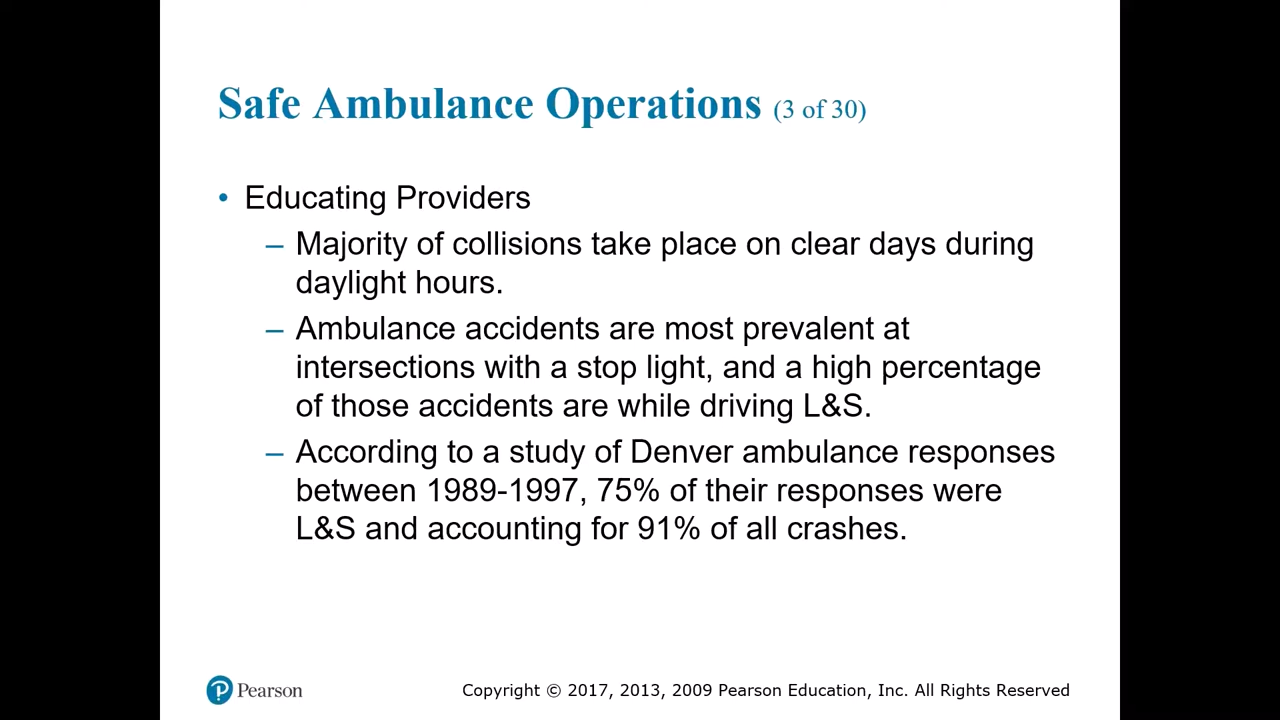 Safe Ambulance Operations (3 of 30)
• Educating Providers
– Majority of collisions take place on clear days during
daylight hours.
– Ambulance accidents are most prevalent at
intersections with a stop light, and a high percentage
of those accidents are while driving L&S.
– According to a study of Denver ambulance responses
between 1989-1997, 75% of their responses were
L&S and accounting for 91% of all crashes.
Pearson
Copyright © 2017, 2013, 2009 Pearson Education, Inc. All Rights Reserved